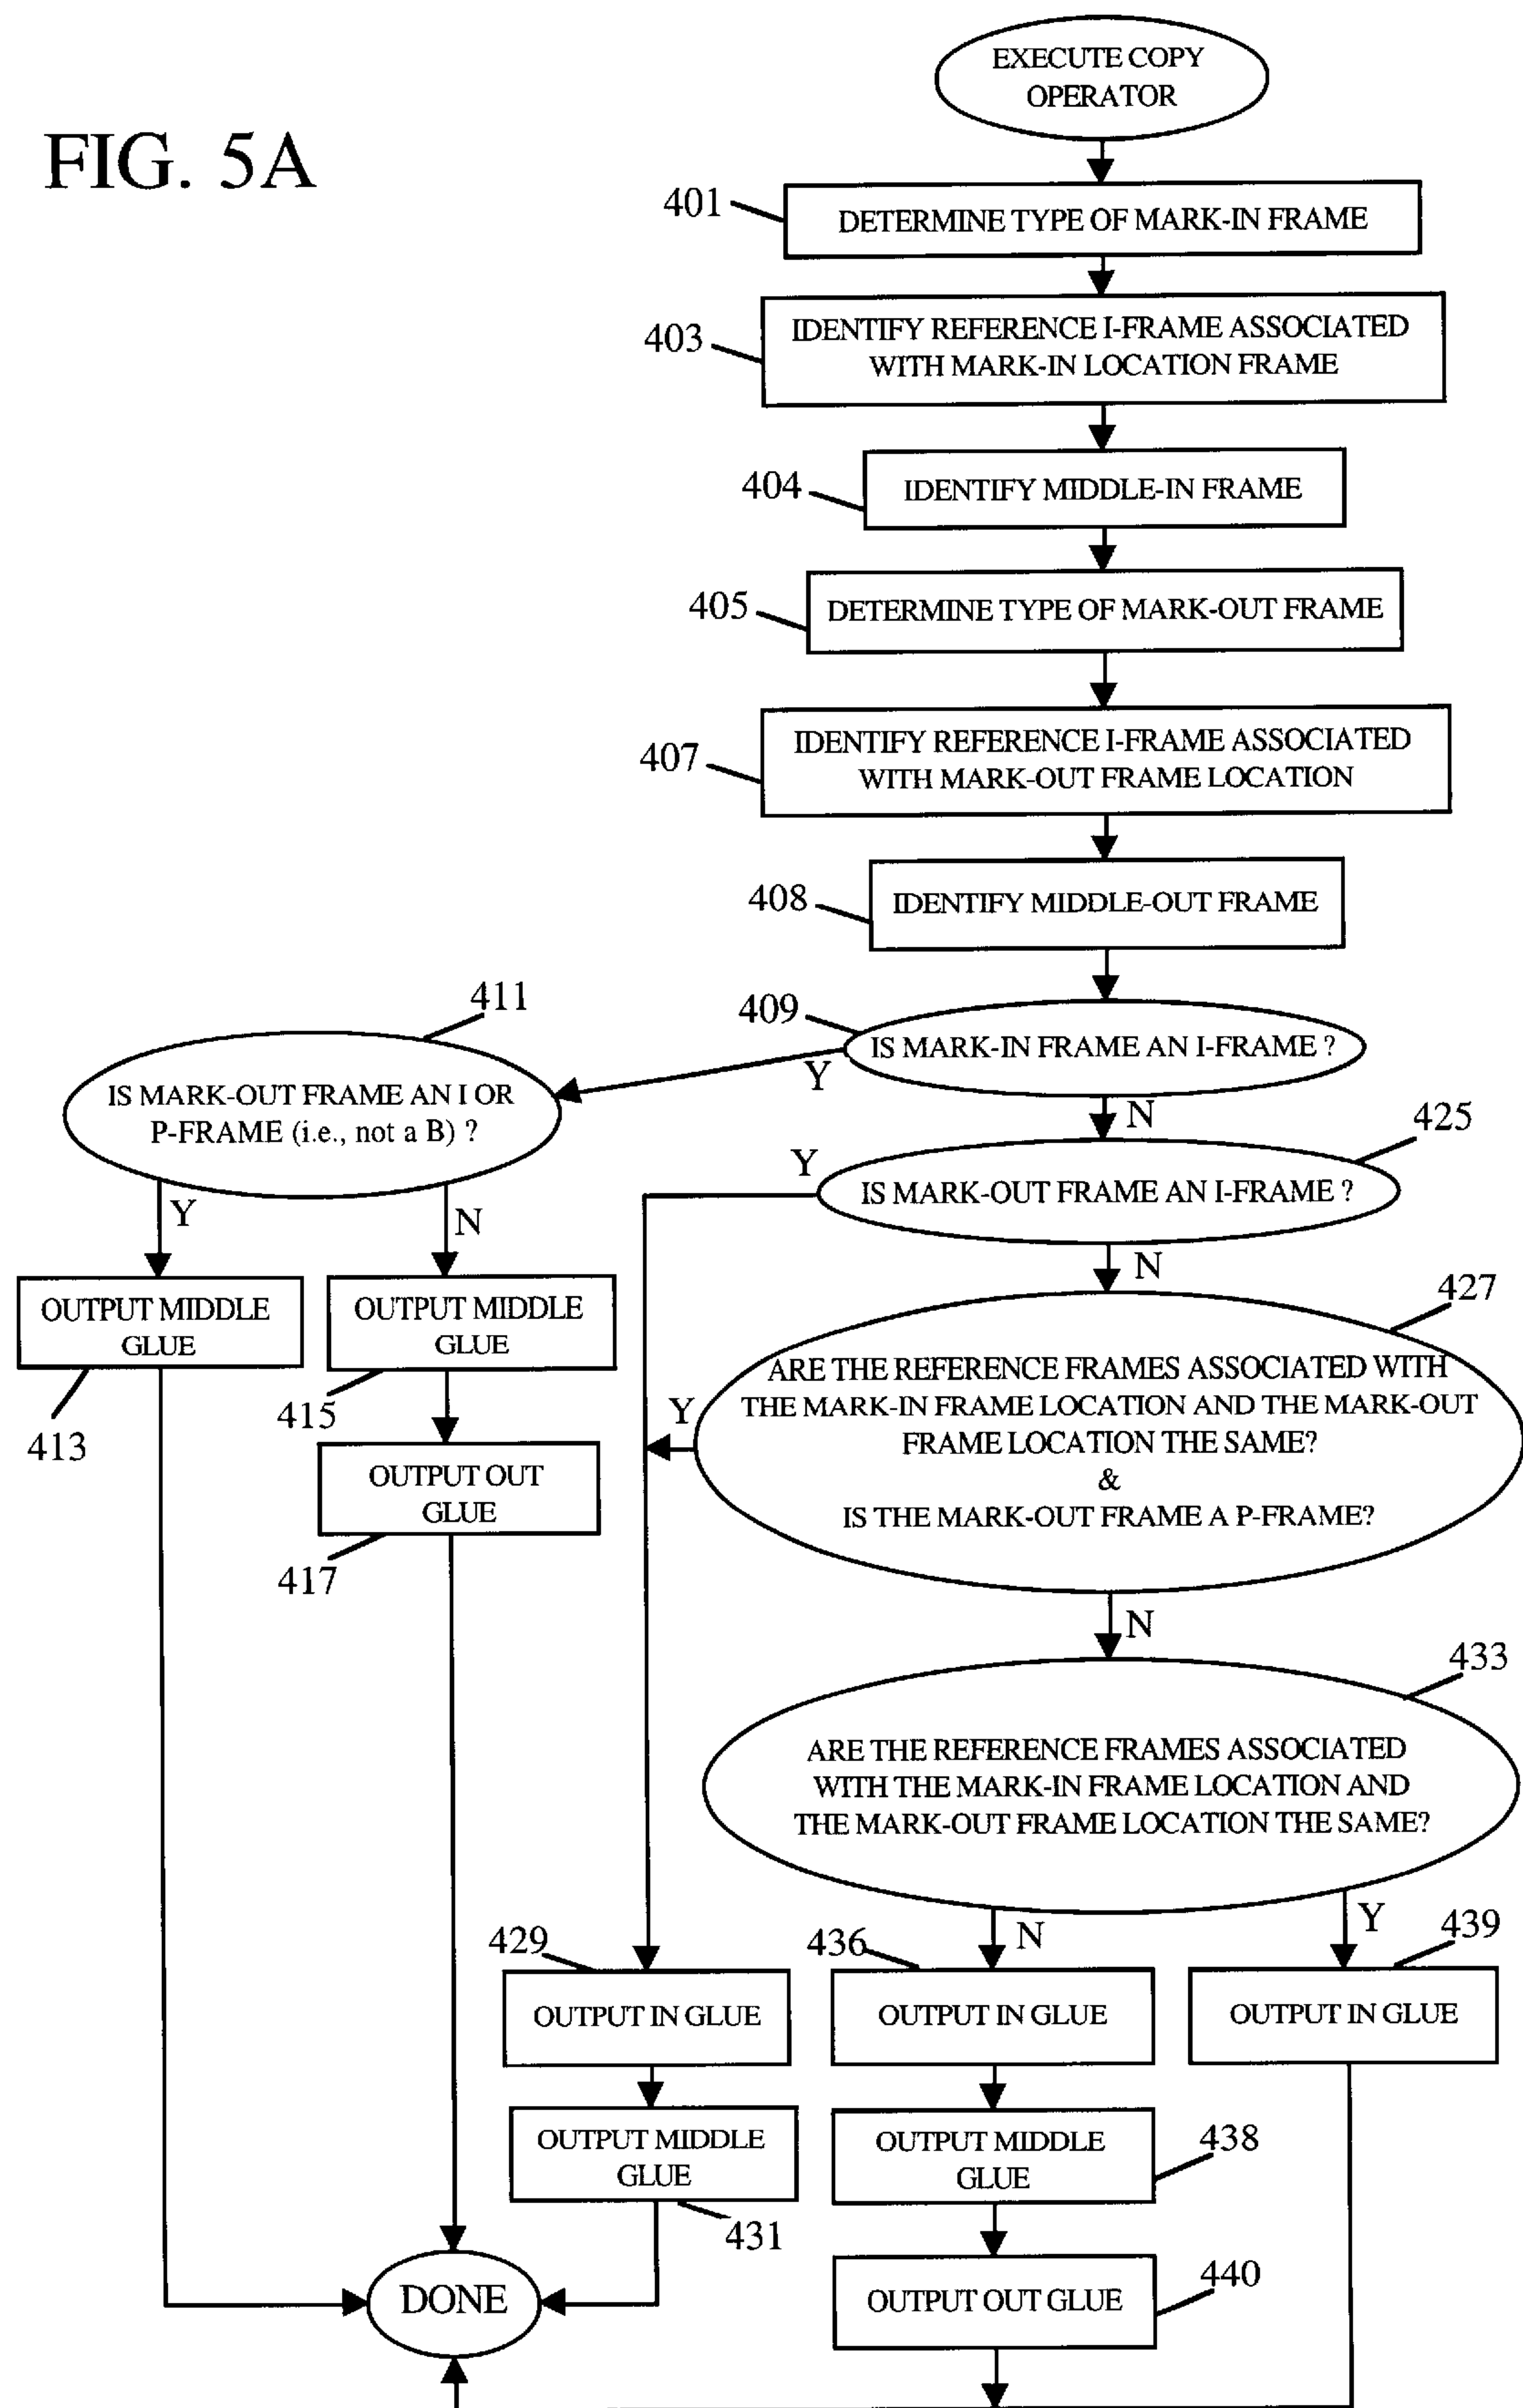 FIG. 5A
EXECUTE COPY
OPERATOR
401
DETERMINE TYPE OF MARK-IN FRAME
403
IDENTIFY REFERENCE I-FRAME ASSOCIATED
WITH MARK-IN LOCATION FRAME
404
IDENTIFY MIDDLE-IN FRAME
405
DETERMINE TYPE OF MARK-OUT FRAME
407
IDENTIFY REFERENCE I-FRAME ASSOCIATED
WITH MARK-OUT FRAME LOCATION
408
IDENTIFY MIDDLE-OUT FRAME
409
IS MARK-IN FRAME AN I-FRAME ?
Y
N
411
IS MARK-OUT FRAME AN I OR
P-FRAME (i.e., not a B) ?
Y
N
OUTPUT MIDDLE
GLUE
413
OUTPUT MIDDLE
GLUE
415
OUTPUT OUT
GLUE
417
425
IS MARK-OUT FRAME AN I-FRAME ?
Y
N
427
ARE THE REFERENCE FRAMES ASSOCIATED WITH
THE MARK-IN FRAME LOCATION AND THE MARK-OUT
FRAME LOCATION THE SAME?
&
IS THE MARK-OUT FRAME A P-FRAME?
Y
N
433
ARE THE REFERENCE FRAMES ASSOCIATED
WITH THE MARK-IN FRAME LOCATION AND
THE MARK-OUT FRAME LOCATION THE SAME?
N
Y
429
OUTPUT IN GLUE
OUTPUT MIDDLE
GLUE
431
436
OUTPUT IN GLUE
OUTPUT MIDDLE
GLUE
438
OUTPUT OUT GLUE
440
439
OUTPUT IN GLUE
DONE